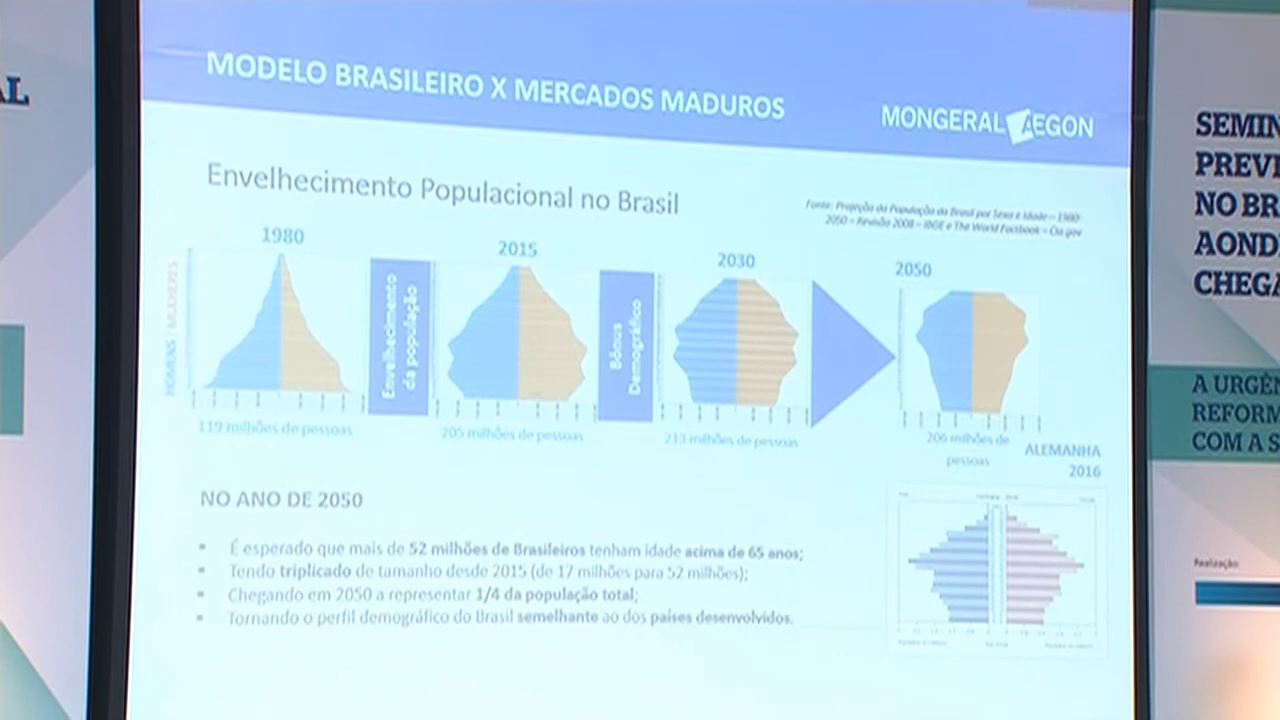 AL
MODELO BRASILEIRO X MERCADOS MADUROS
MONGERAL AEGON
Envelhecimento Populacional no Brasil
Fonte: Projeção da População do Brasil por Sexo e Idade – 1980-
2050 – Revisão 2008 – IBGE e The World Factbook – Cia.gov
1980
2015
2030
2050
HOMENS / MULHERES
Envelhecimento
da população
Bônus
Demográfico
119 milhões de pessoas
205 milhões de pessoas
213 milhões de pessoas
206 milhões de
pessoas
ALEMANHA
2016
NO ANO DE 2050
É esperado que mais de 52 milhões de Brasileiros tenham idade acima de 65 anos;
Tendo triplicado de tamanho desde 2015 (de 17 milhões para 52 milhões);
Chegando em 2050 a representar 1/4 da população total;
Tornando o perfil demográfico do Brasil semelhante ao dos países desenvolvidos.
SEMIN
PREVI
NO BR
AOND
CHEGA
A URGÊN
REFORM
COM A S
Realização: